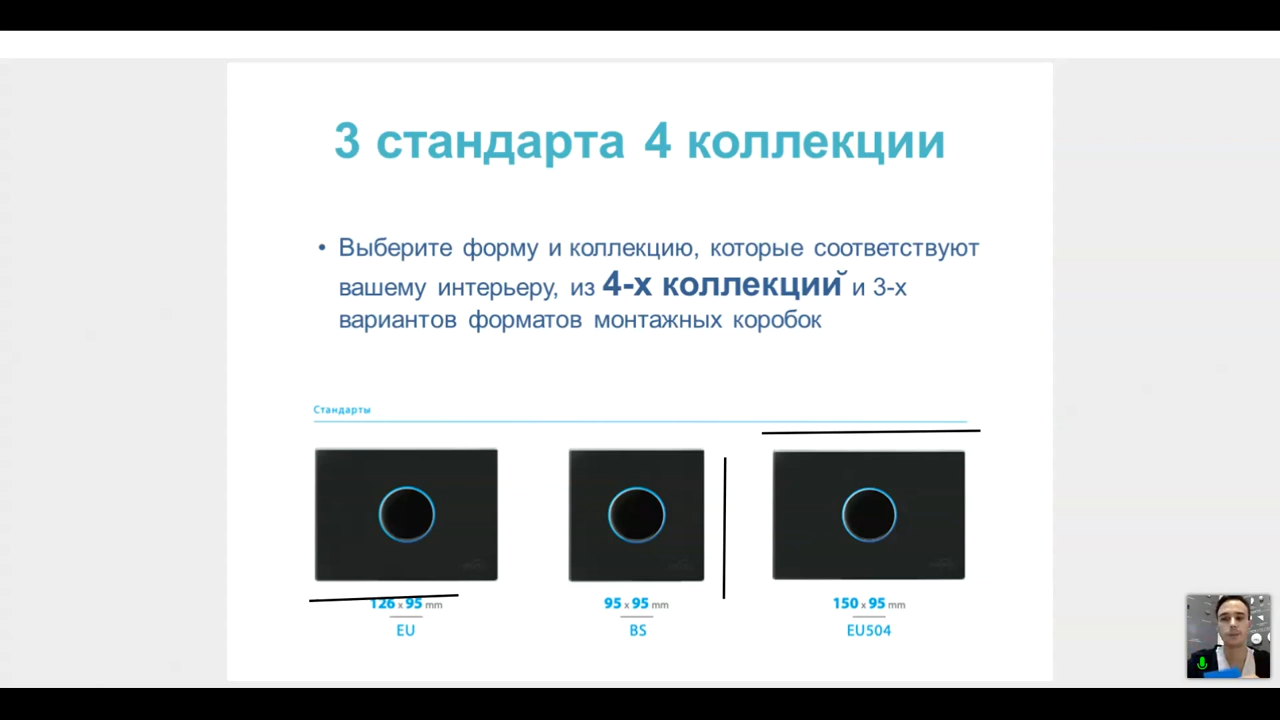 3 стандарта 4 коллекции
• Выберите форму и коллекцию, которые соответствуют
вашему интерьеру, из 4-х коллекций и 3-х
вариантов форматов монтажных коробок
Стандарты
126 x 95 mm
95 x 95 mm
150 x 95 mm
EU
BS
EU504